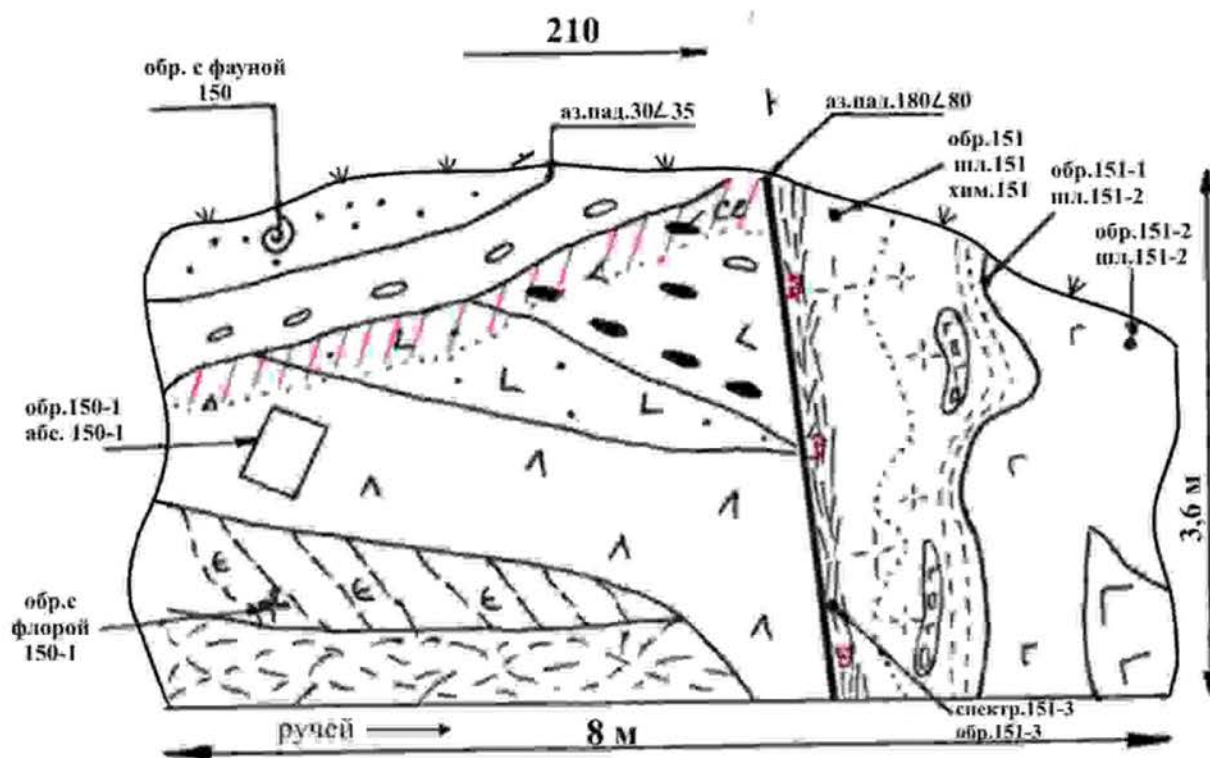 210
обр. с фауной
150
аз.пад.30∠35
аз.пад.180∠80
обр.151
шл.151
хим.151
обр.151-1
шл.151-2
обр.151-2
шл.151-2
обр.150-1
абс. 150-1
3,6 м
обр.с
флорой
150-1
ручей
8 м
спектр.151-3
обр.151-3